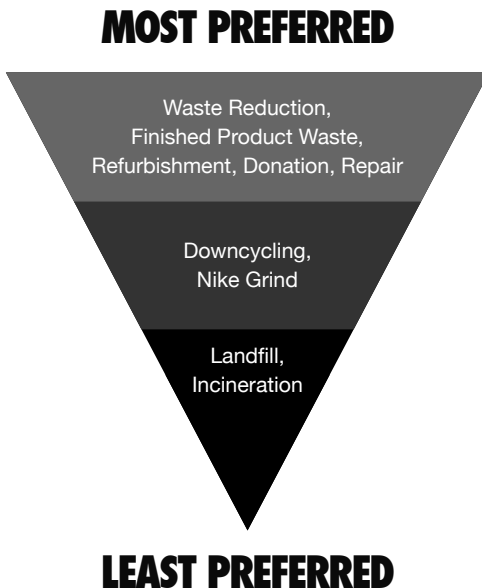 MOST PREFERRED
Waste Reduction,
Finished Product Waste,
Refurbishment, Donation, Repair
Downcycling,
Nike Grind
Landfill,
Incineration
LEAST PREFERRED